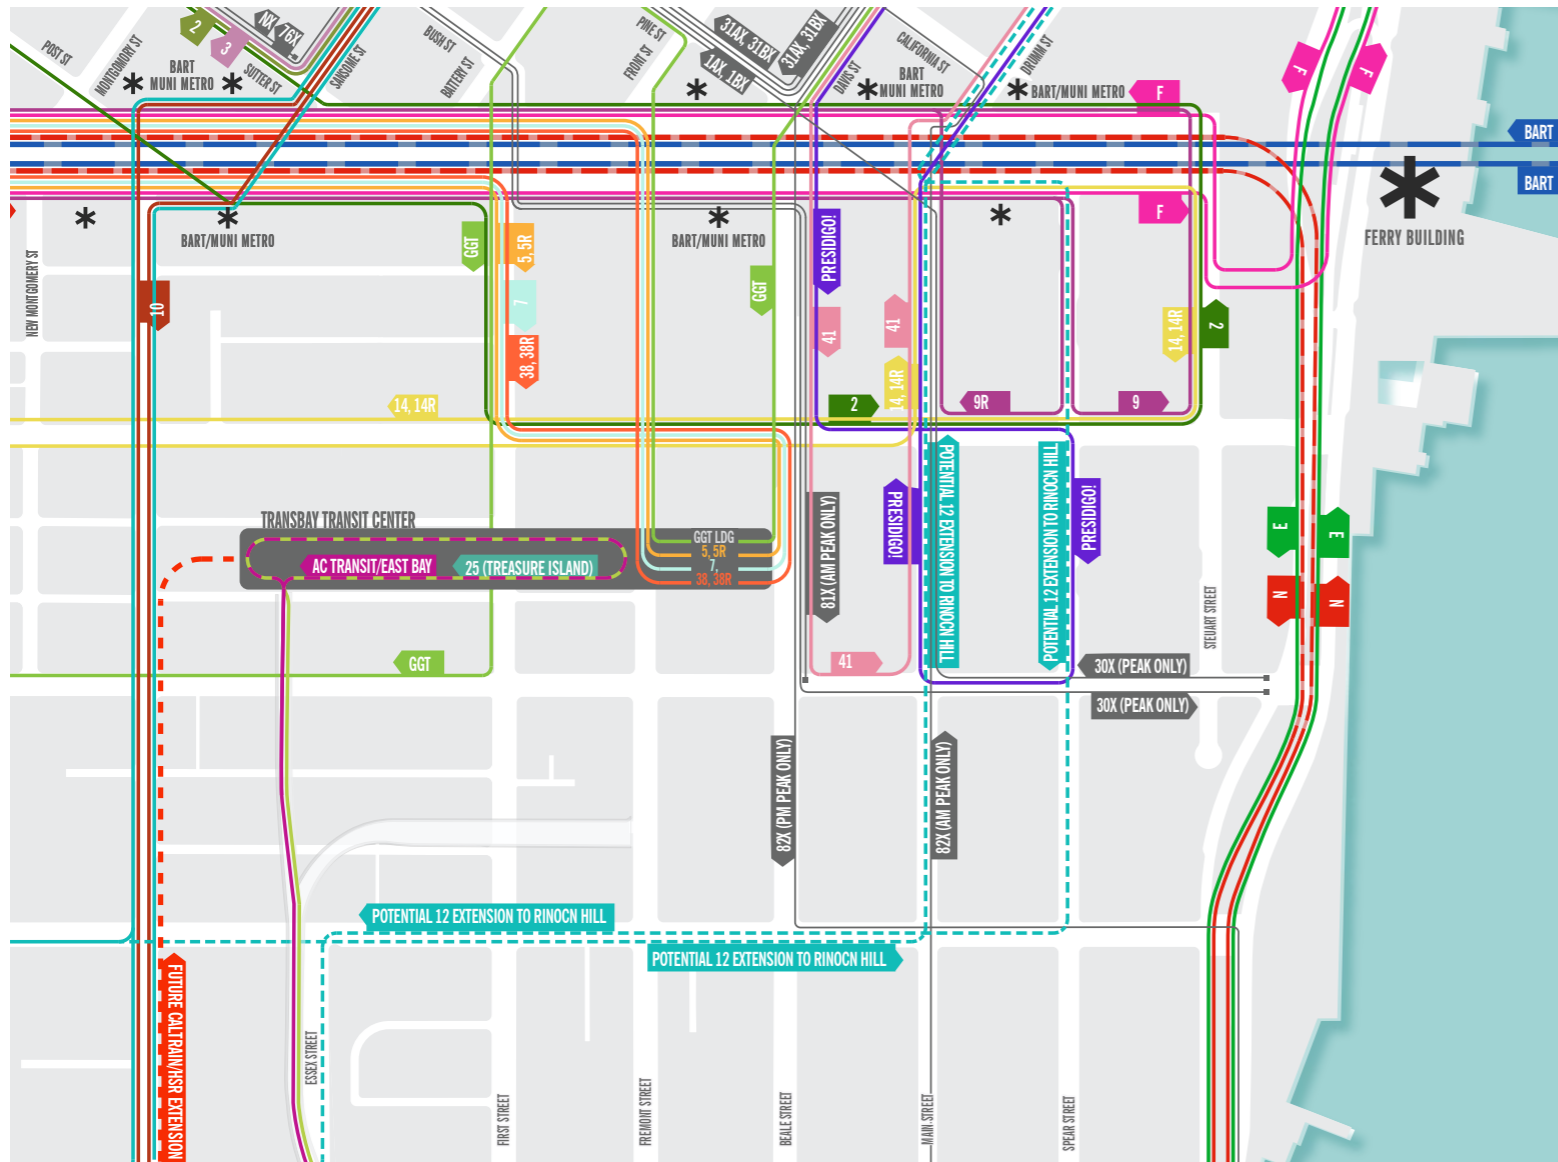 POST ST
MONTGOMERY ST
2
3
NX
76X
BART
MUNI METRO
SUTTER ST
SANSOME ST
BUSH ST
BATTERY ST
PINE ST
FRONT ST
31AX, 31BX
1AX, 1BX
31AX, 31BX
DAVIS ST
CALIFORNIA ST
BART
MUNI METRO
DRUMM ST
BART/MUNI METRO
F
F
F
BART
BART
FERRY BUILDING
NEW MONTGOMERY ST
BART/MUNI METRO
BART/MUNI METRO
F
10
GGT
5, 5R
7
38, 38R
GGT
PRESIDIGO!
41
41
14, 14R
14, 14R
2
14, 14R
2
9R
9
TRANSBAY TRANSIT CENTER
AC TRANSIT/EAST BAY
25 (TREASURE ISLAND)
GGT LDG
5, 5R
7,
38, 38R
81X (AM PEAK ONLY)
PRESIDIGO!
POTENTIAL 12 EXTENSION TO RINOCN HILL
POTENTIAL 12 EXTENSION TO RINOCN HILL
PRESIDIGO!
E
E
N
N
STEUART STREET
GGT
41
30X (PEAK ONLY)
30X (PEAK ONLY)
82X (PM PEAK ONLY)
82X (AM PEAK ONLY)
POTENTIAL 12 EXTENSION TO RINOCN HILL
POTENTIAL 12 EXTENSION TO RINOCN HILL
FUTURE CALTRAIN/HSR EXTENSION
ESSEX STREET
FIRST STREET
FREMONT STREET
BEALE STREET
MAIN STREET
SPEAR STREET